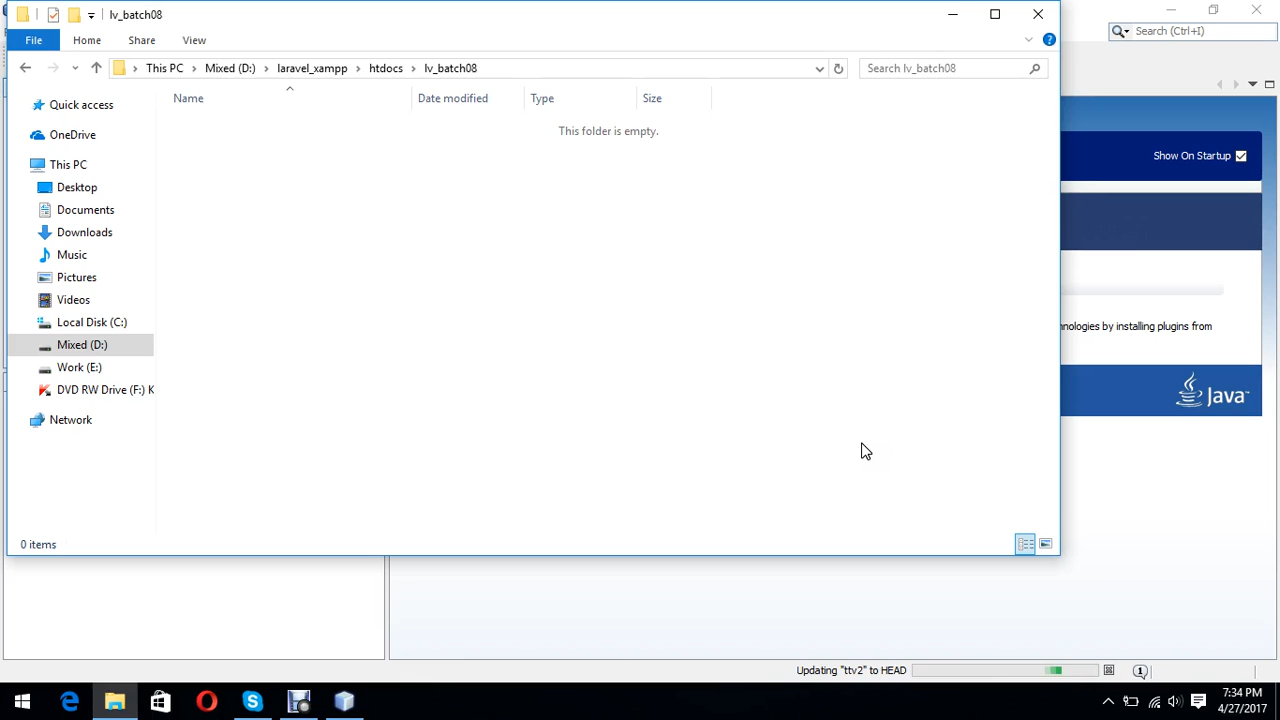 lv_batch08
Search (Ctrl+I)
File Home Share View
This PC Mixed (D:) laravel_xampp htdocs lv_batch08
Search lv_batch08
Name Date modified Type Size
This folder is empty.
Quick access
OneDrive
This PC
Desktop
Documents
Downloads
Music
Pictures
Videos
Local Disk (C:)
Mixed (D:)
Work (E:)
DVD RW Drive (F:) K
Network
0 items
Show On Startup
nologies by installing plugins from
Java™
Updating "ttv2" to HEAD
1
7:34 PM
4/27/2017